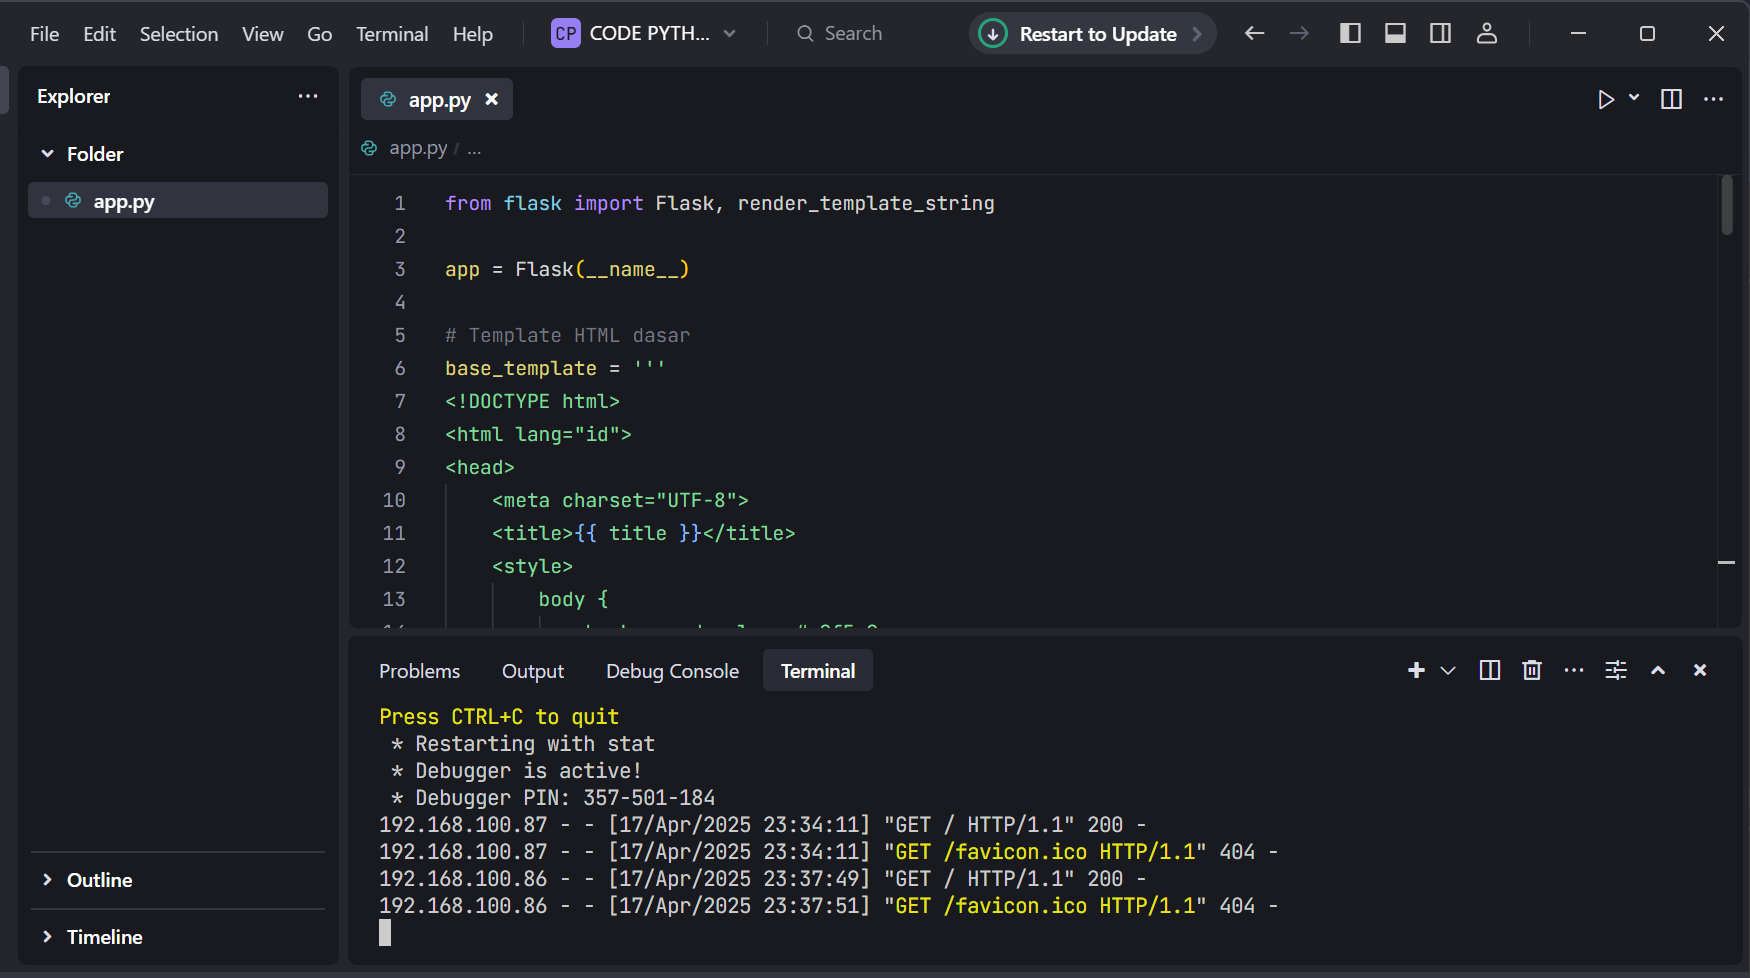 File Edit Selection View Go Terminal Help CP CODE PYTH... Search Restart to Update
Explorer
Folder
app.py
Outline
Timeline
app.py
app.py / ...
1 from flask import Flask, render_template_string
2
3 app = Flask(__name__)
4
5 # Template HTML dasar
6 base_template = '''
7 <!DOCTYPE html>
8 <html lang="id">
9 <head>
10 <meta charset="UTF-8">
11 <title>{{ title }}</title>
12 <style>
13 body {
Problems Output Debug Console Terminal
Press CTRL+C to quit
* Restarting with stat
* Debugger is active!
* Debugger PIN: 357-501-184
192.168.100.87 - - [17/Apr/2025 23:34:11] "GET / HTTP/1.1" 200 -
192.168.100.87 - - [17/Apr/2025 23:34:11] "GET /favicon.ico HTTP/1.1" 404 -
192.168.100.86 - - [17/Apr/2025 23:37:49] "GET / HTTP/1.1" 200 -
192.168.100.86 - - [17/Apr/2025 23:37:51] "GET /favicon.ico HTTP/1.1" 404 -